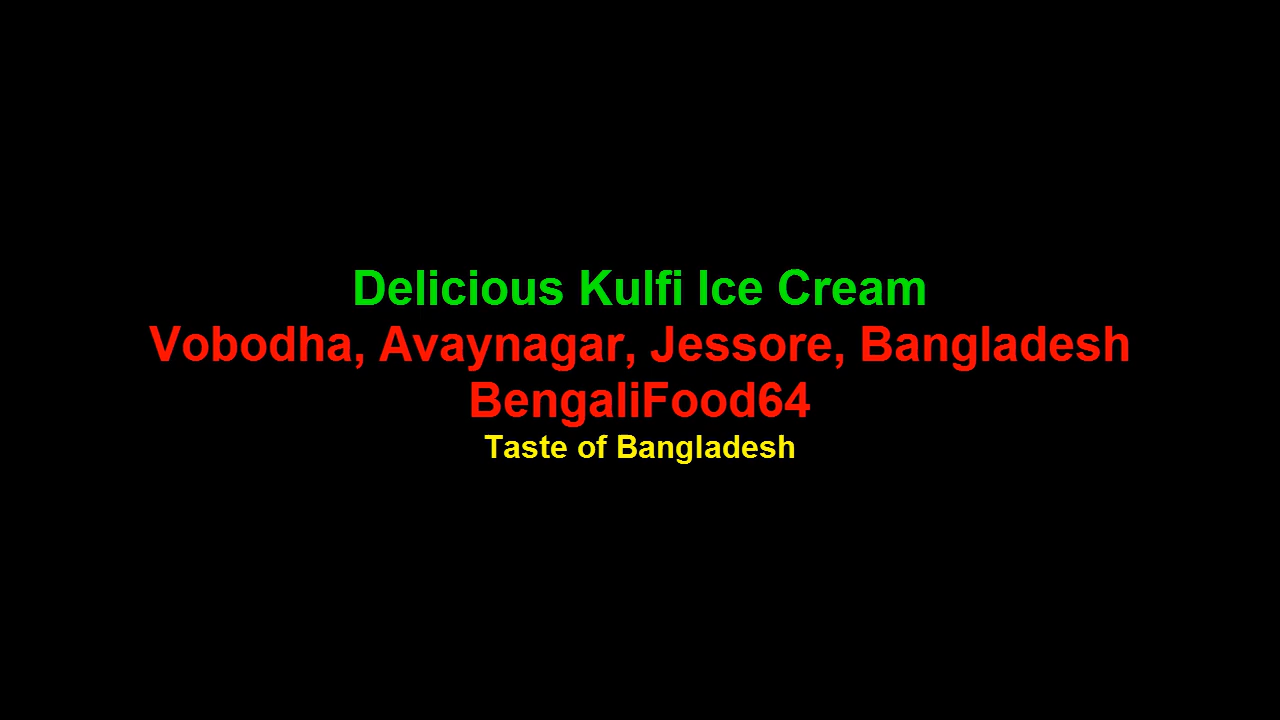 Delicious Kulfi Ice Cream
Vobodha, Avaynagar, Jessore, Bangladesh
BengaliFood64
Taste of Bangladesh